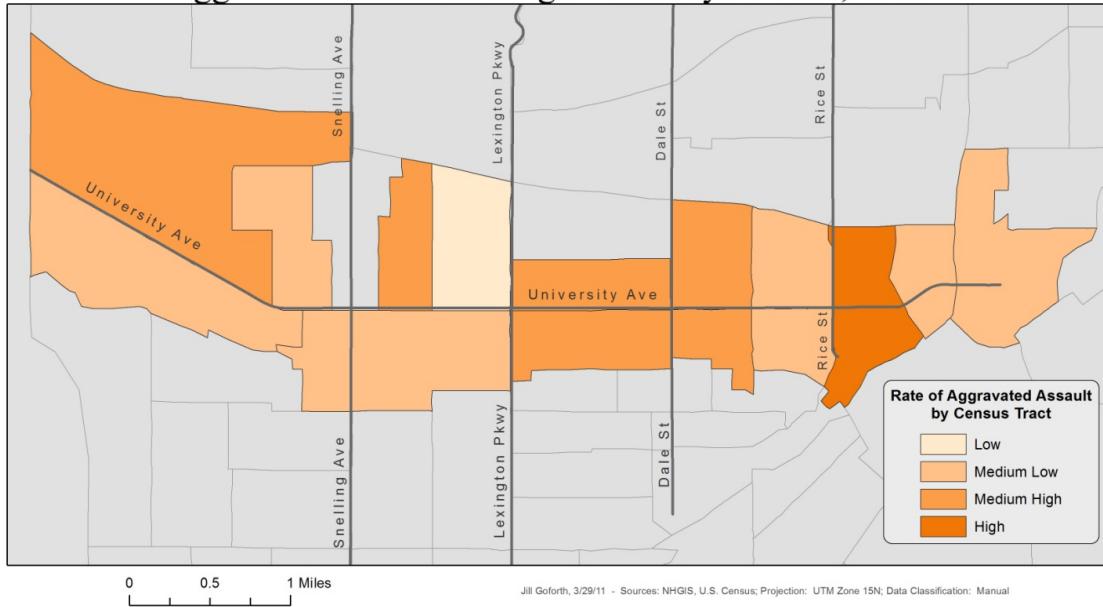 Snelling Ave
Lexington Pkwy
Dale St
Rice St
University Ave
University Ave
Rice St
Snelling Ave
Lexington Pkwy
Dale St
Rate of Aggravated Assault
by Census Tract
Low
Medium Low
Medium High
High
0 0.5 1 Miles
Jill Goforth, 3/29/11 - Sources: NHGIS, U.S. Census; Projection: UTM Zone 15N; Data Classification: Manual